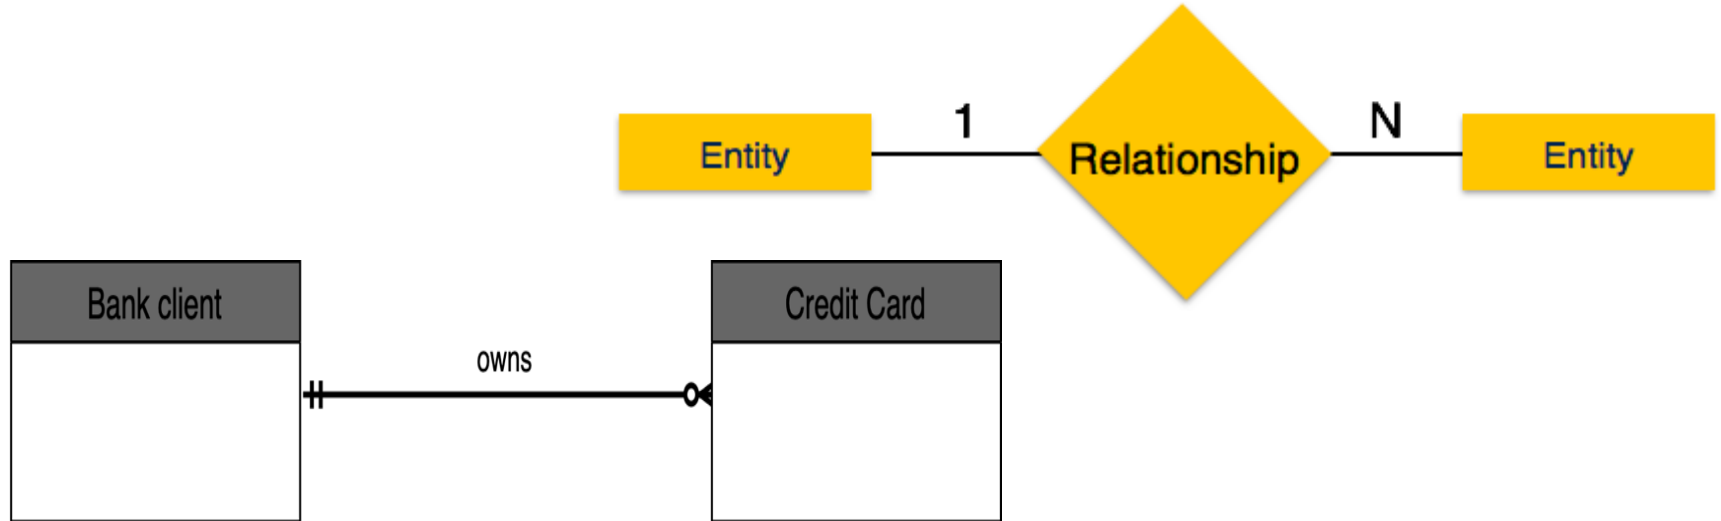 1
N
Entity
Relationship
Entity
Bank client
Credit Card
owns